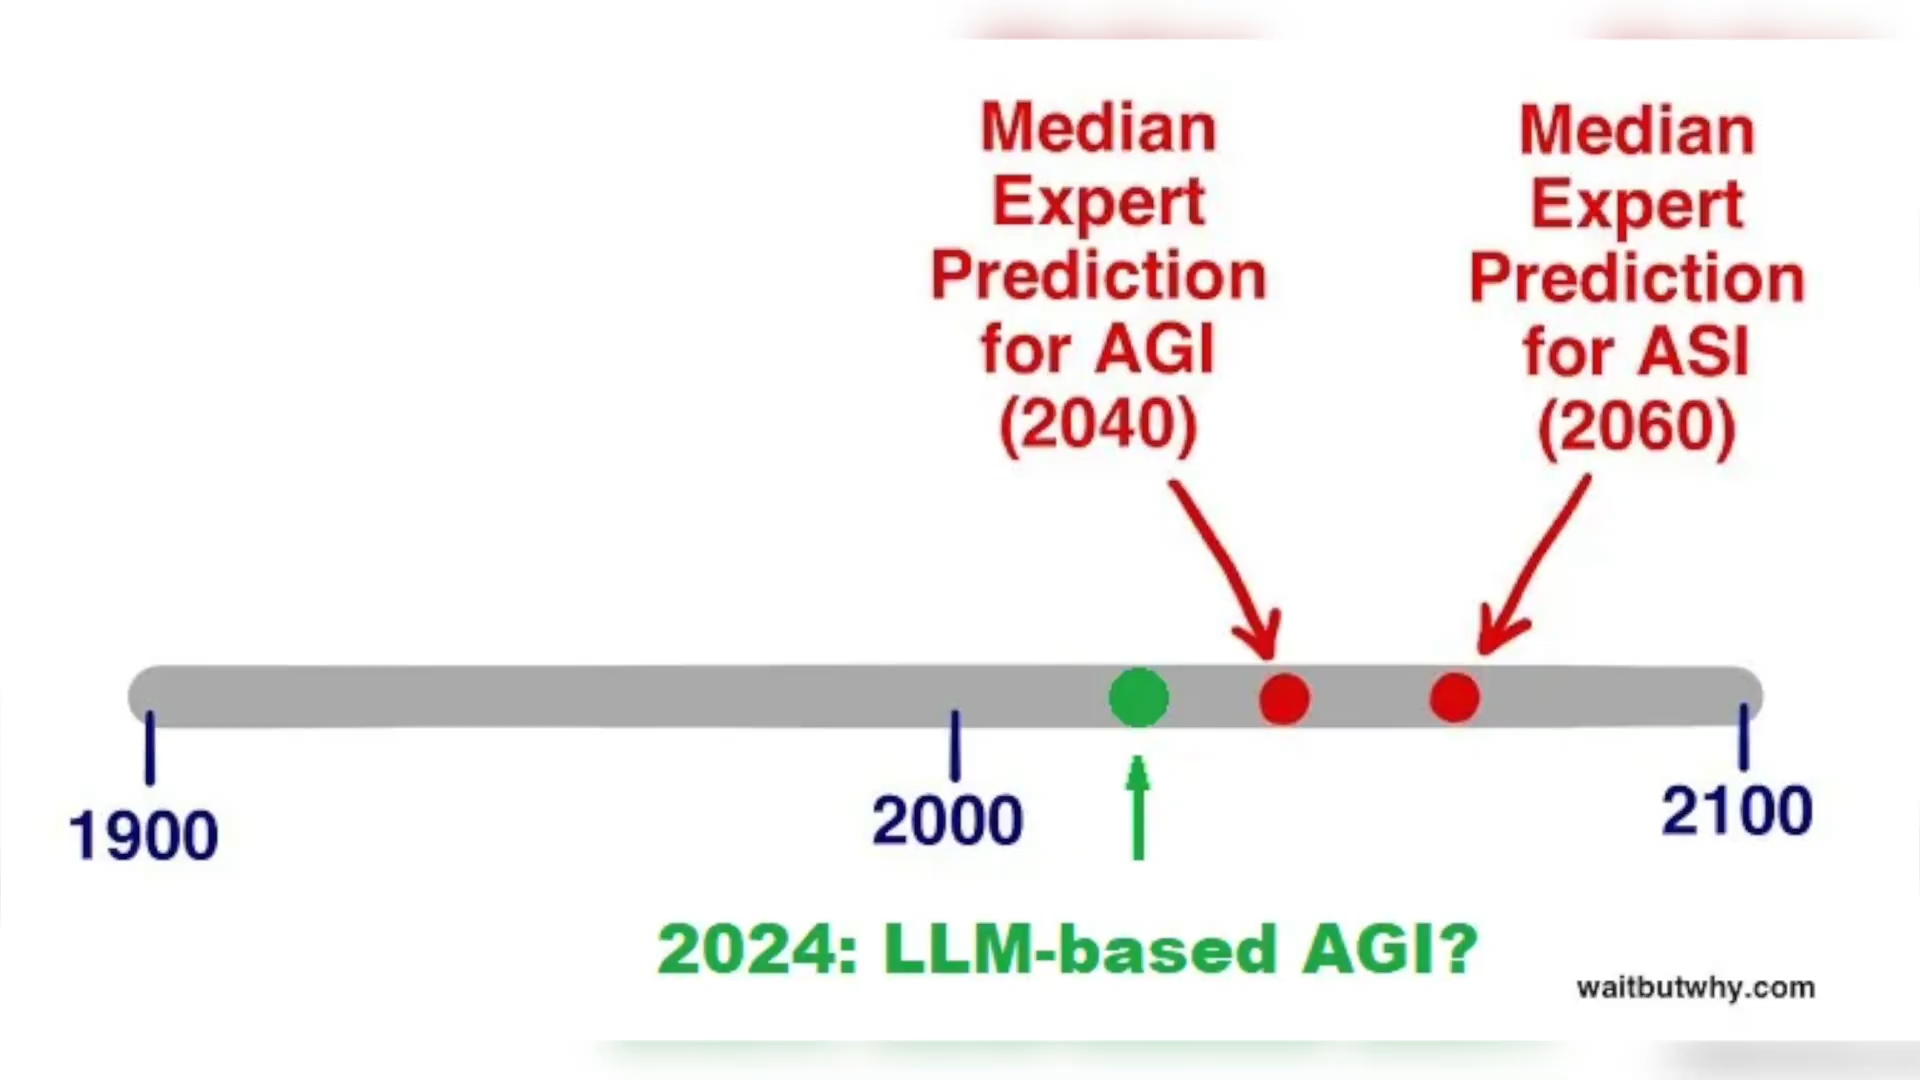 Median
Expert
Prediction
for AGI
(2040)
Median
Expert
Prediction
for ASI
(2060)
1900
2000
2100
2024: LLM-based AGI?
waitbutwhy.com